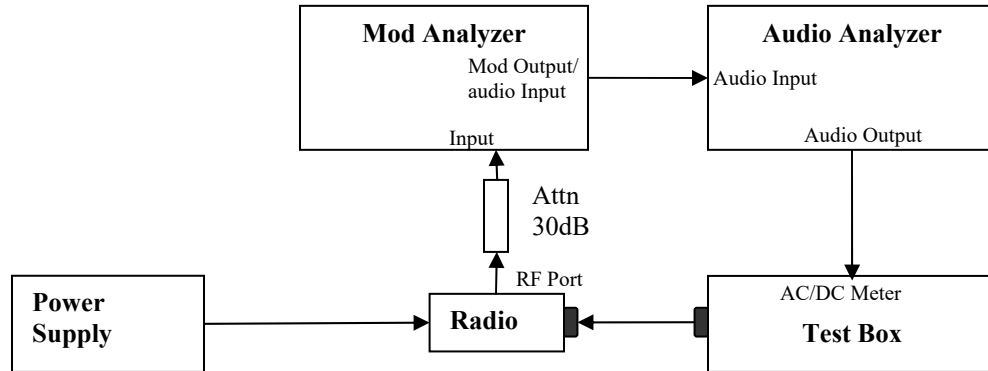 Mod Analyzer
Mod Output/
audio Input
Input
Audio Analyzer
Audio Input
Audio Output
Attn
30dB
RF Port
Power
Supply
Radio
AC/DC Meter
Test Box